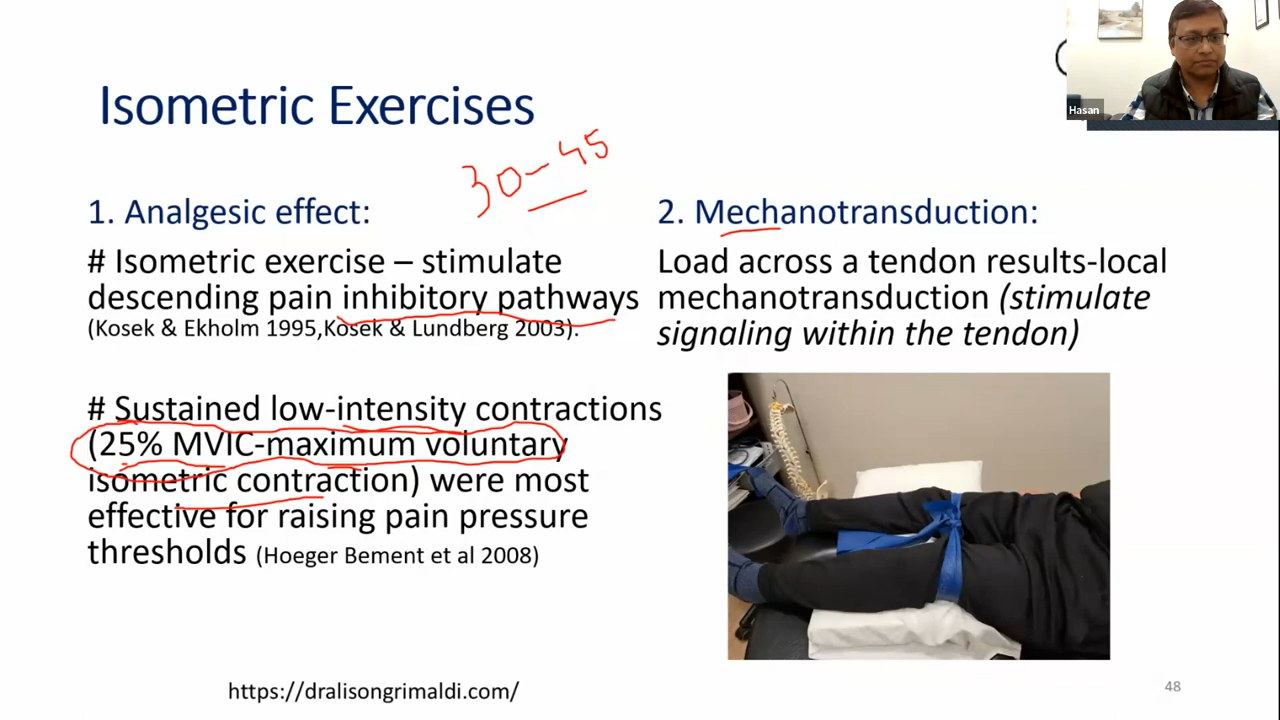 Hasan
Isometric Exercises
30-45
1. Analgesic effect:
# Isometric exercise – stimulate
descending pain inhibitory pathways
(Kosek & Ekholm 1995,Kosek & Lundberg 2003).
# Sustained low-intensity contractions
(25% MVIC-maximum voluntary
isometric contraction) were most
effective for raising pain pressure
thresholds (Hoeger Bement et al 2008)
2. Mechanotransduction:
Load across a tendon results-local
mechanotransduction (stimulate
signaling within the tendon)
https://dralisongrimaldi.com/
48